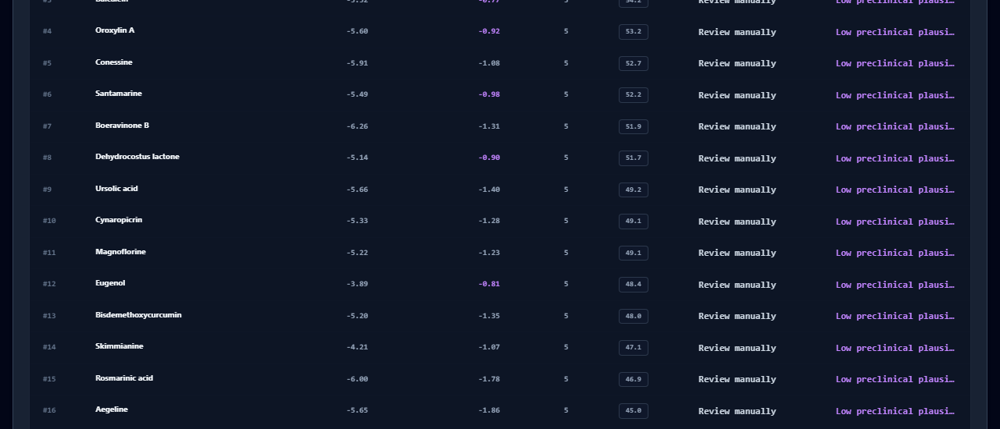 #4 Oroxylin A -5.60 -0.92 5 53.2 Review manually Low preclinical plausi…
#5 Conessine -5.91 -1.08 5 52.7 Review manually Low preclinical plausi…
#6 Santamarine -5.49 -0.98 5 52.2 Review manually Low preclinical plausi…
#7 Boeravinone B -6.26 -1.31 5 51.9 Review manually Low preclinical plausi…
#8 Dehydrocostus lactone -5.14 -0.90 5 51.7 Review manually Low preclinical plausi…
#9 Ursolic acid -5.66 -1.40 5 49.2 Review manually Low preclinical plausi…
#10 Cynaropicrin -5.33 -1.28 5 49.1 Review manually Low preclinical plausi…
#11 Magnoflorine -5.22 -1.23 5 49.1 Review manually Low preclinical plausi…
#12 Eugenol -3.89 -0.81 5 48.4 Review manually Low preclinical plausi…
#13 Bisdemethoxycurcumin -5.20 -1.35 5 48.0 Review manually Low preclinical plausi…
#14 Skimmianine -4.21 -1.07 5 47.1 Review manually Low preclinical plausi…
#15 Rosmarinic acid -6.00 -1.78 5 46.9 Review manually Low preclinical plausi…
#16 Aegeline -5.65 -1.86 5 45.0 Review manually Low preclinical plausi…